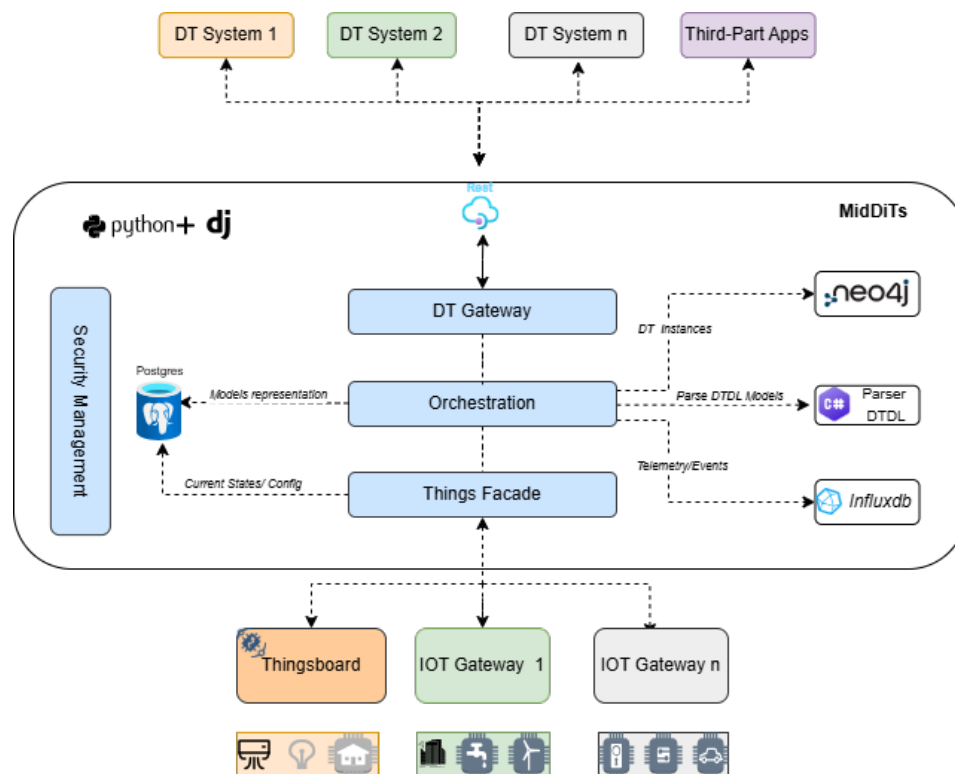 DT System 1
DT System 2
DT System n
Third-Part Apps
Rest
python + dj
MidDiTs
Security Management
DT Gateway
neo4j
DT Instances
Postgres
Models representation
Orchestration
Parse DTDL Models
C# Parser
DTDL
Telemetry/Events
Current States/ Config
Things Facade
Influxdb
Thingsboard
IOT Gateway 1
IOT Gateway n